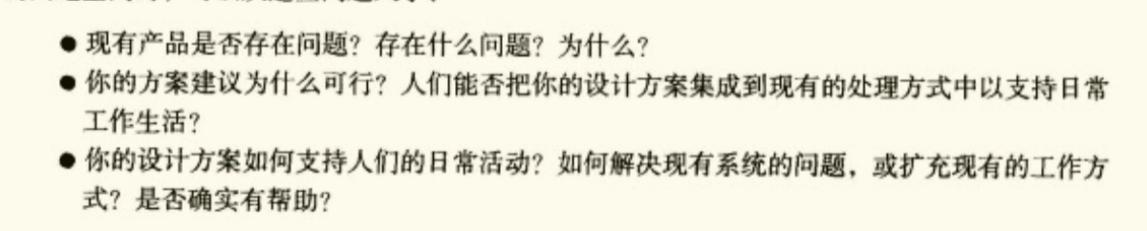 ● 现有产品是否存在问题？存在什么问题？为什么？
● 你的方案建议为什么可行？人们能否把你的设计方案集成到现有的处理方式中以支持日常
工作生活？
● 你的设计方案如何支持人们的日常活动？如何解决现有系统的问题，或扩充现有的工作方
式？是否确实有帮助？